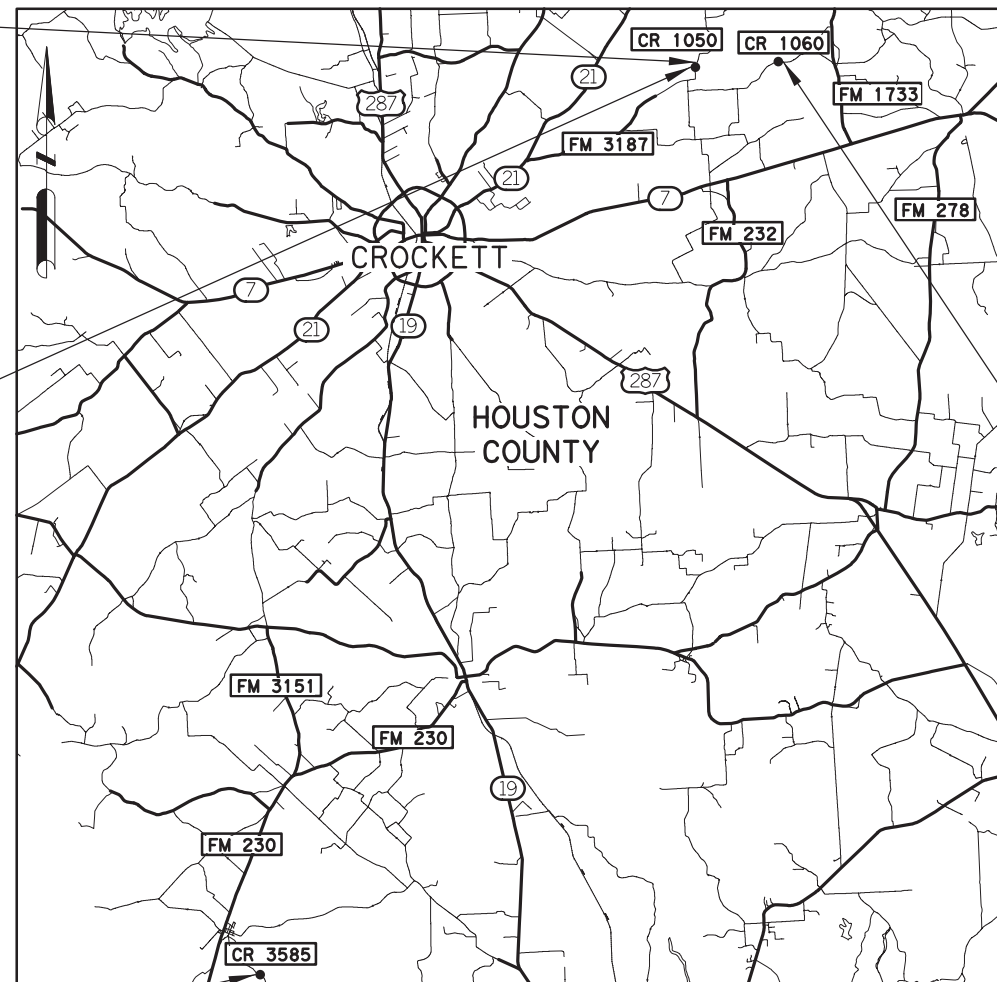 CR 1050
CR 1060
21
287
FM 1733
FM 3187
N
21
7
FM 278
FM 232
CROCKETT
7
21
19
287
HOUSTON
COUNTY
FM 3151
FM 230
19
FM 230
CR 3585